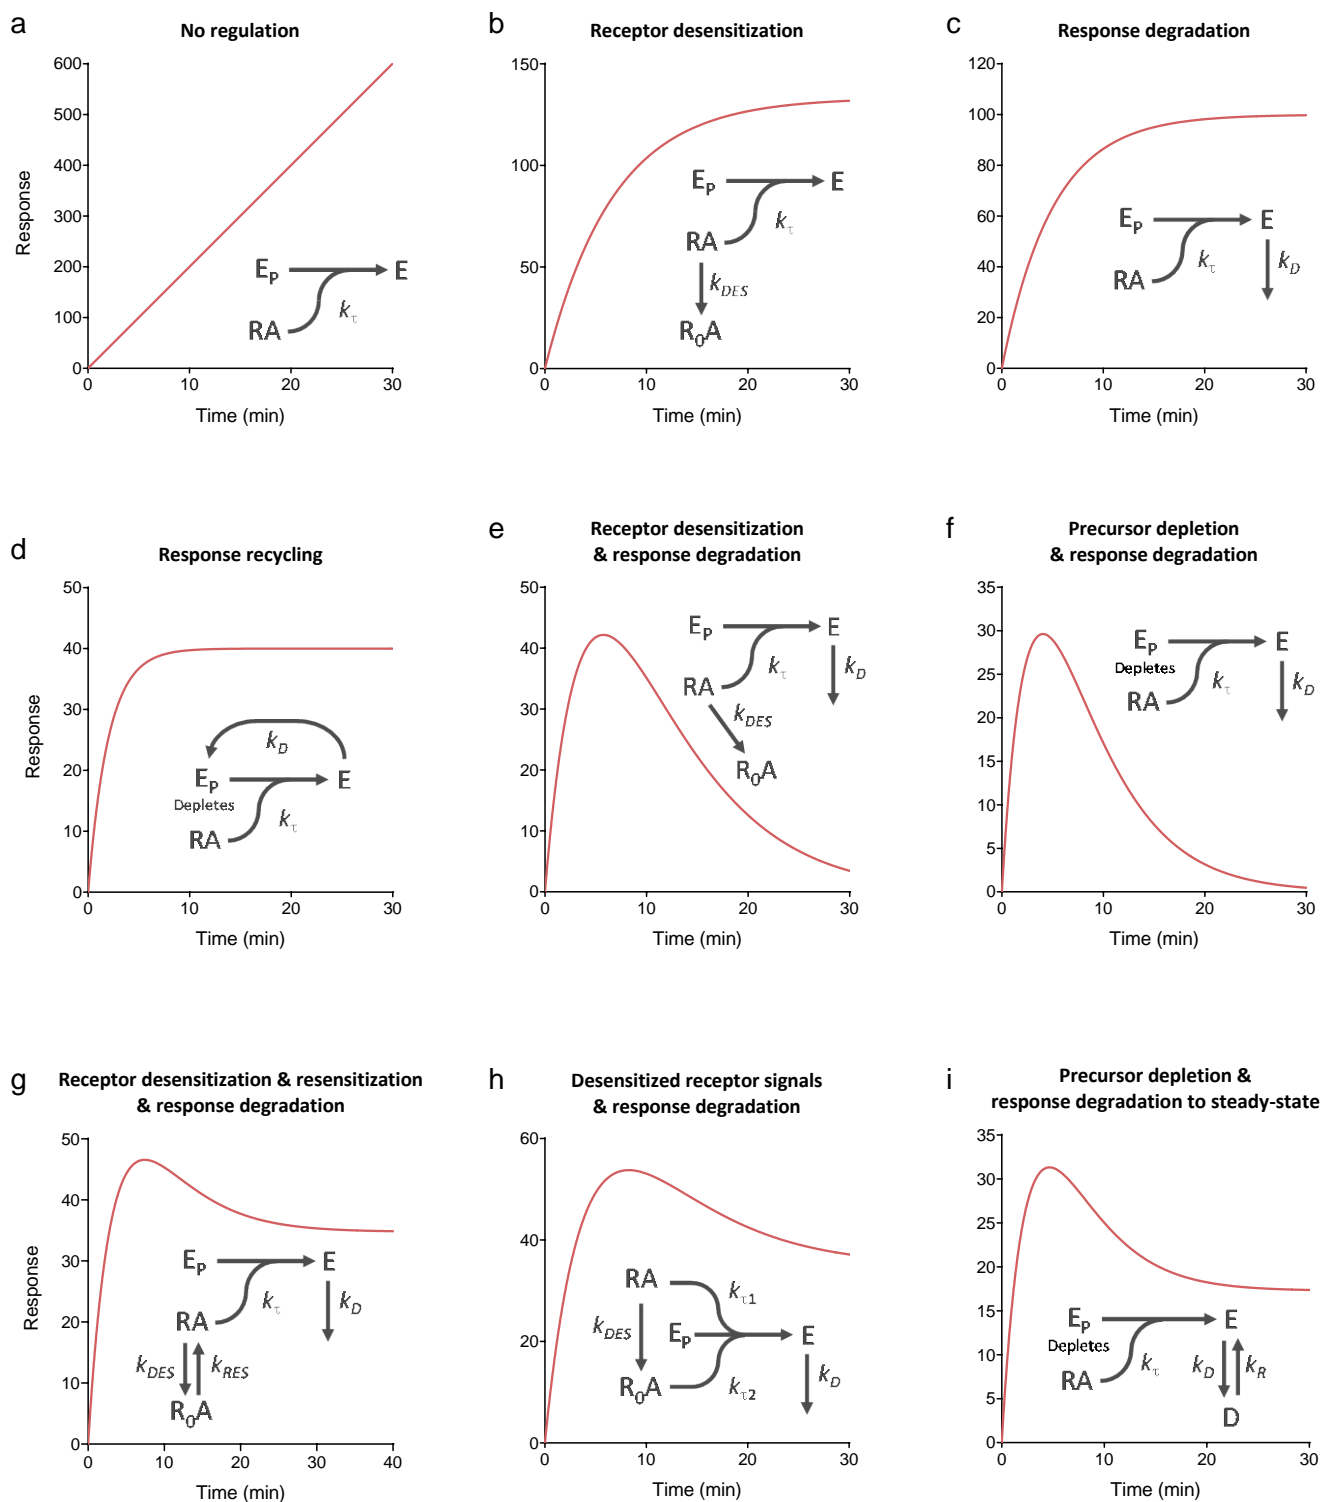 a
No regulation
600
500
400
300
200
100
0
Response
0 10 20 30
Time (min)
E_P
E
k_τ
RA
b
Receptor desensitization
150
100
50
0
0 10 20 30
Time (min)
E_P
E
k_τ
RA
k_DES
R_0A
c
Response degradation
120
100
80
60
40
20
0
0 10 20 30
Time (min)
E_P
E
k_τ
k_D
RA
d
Response recycling
50
40
30
20
10
0
Response
0 10 20 30
Time (min)
k_D
E_P
E
Depletes
k_τ
RA
e
Receptor desensitization
& response degradation
50
40
30
20
10
0
0 10 20 30
Time (min)
E_P
E
k_τ
k_D
RA
k_DES
R_0A
f
Precursor depletion
& response degradation
35
30
25
20
15
10
5
0
0 10 20 30
Time (min)
E_P
E
Depletes
k_τ
k_D
RA
g
Receptor desensitization & resensitization
& response degradation
50
40
30
20
10
0
Response
0 10 20 30 40
Time (min)
E_P
E
k_τ
k_D
RA
k_DES
k_RES
R_0A
h
Desensitized receptor signals
& response degradation
60
40
20
0
0 10 20 30
Time (min)
RA
k_τ1
k_DES
E_P
E
R_0A
k_τ2
k_D
i
Precursor depletion &
response degradation to steady-state
35
30
25
20
15
10
5
0
0 10 20 30
Time (min)
E_P
E
Depletes
k_τ
k_D
k_R
RA
D